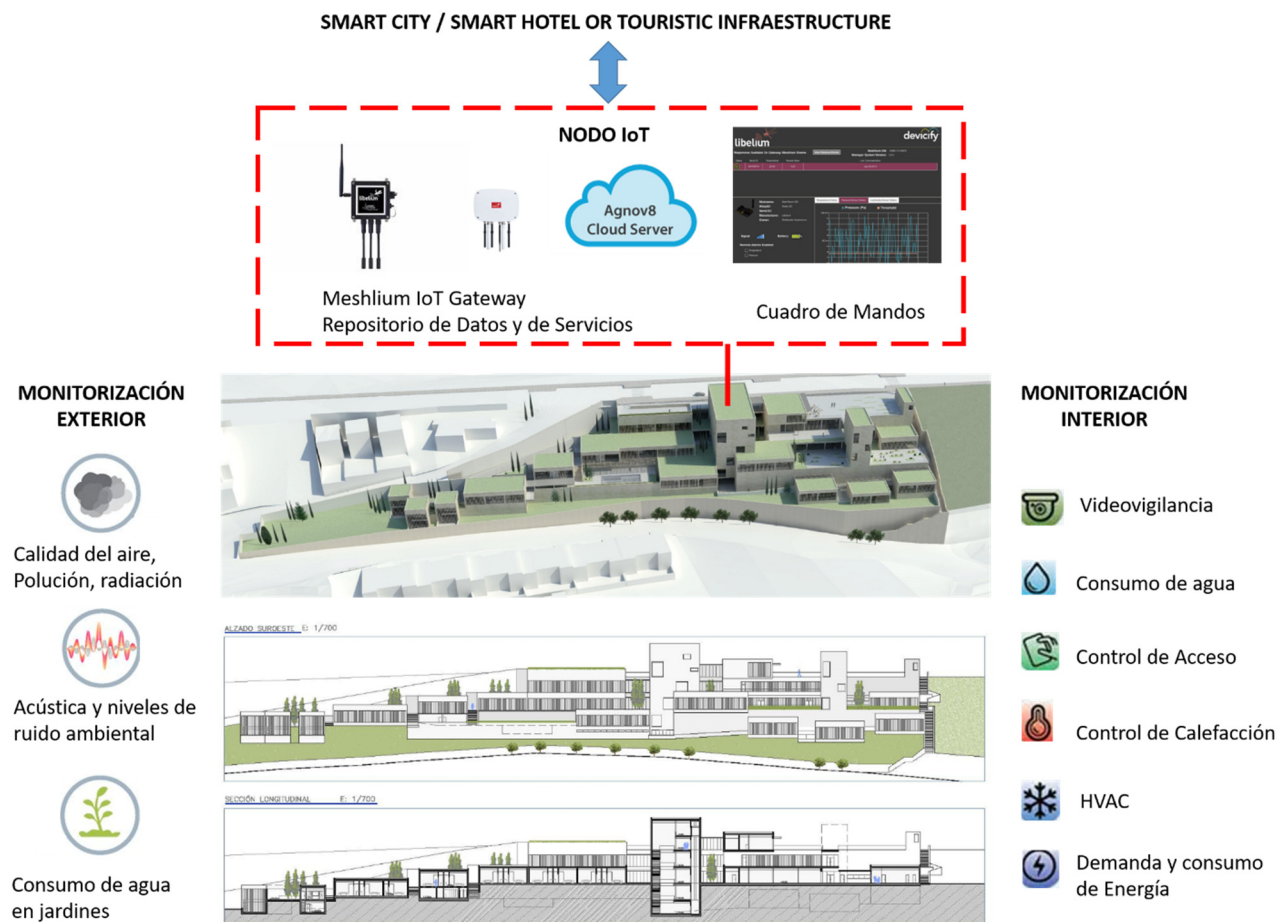 SMART CITY / SMART HOTEL OR TOURISTIC INFRAESTRUCTURE
NODO IoT
libelium
devicify
libelium
Agnov8
Cloud Server
Meshlium IoT Gateway
Repositorio de Datos y de Servicios
Cuadro de Mandos
MONITORIZACIÓN
EXTERIOR
Calidad del aire,
Polución, radiación
Acústica y niveles de
ruido ambiental
Consumo de agua
en jardines
ALZADO SUROESTE E: 1/700
SECCIÓN LONGITUDINAL E: 1/700
MONITORIZACIÓN
INTERIOR
Videovigilancia
Consumo de agua
Control de Acceso
Control de Calefacción
HVAC
Demanda y consumo
de Energía